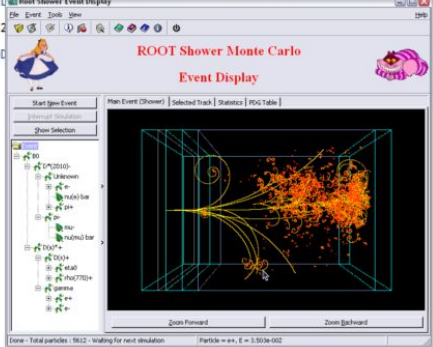 Root Shower Event Display
File Event Tools View Help
ROOT Shower Monte Carlo
Event Display
Start New Event
Interrupt Simulation
Show Selection
Main Event (Shower) Selected Track Statistics PDG Table
Event
B0
D*(2010)-
Unknown
e-
nu(e) bar
pi+
pi-
mu-
nu(mu) bar
D(s)*+
D(s)+
eta0
rho(770)+
gamma
e+
e-
Zoom Forward Zoom Backward
Done - Total particles : 5612 - Waiting for next simulation Particle = e+, E = 3.503e-002